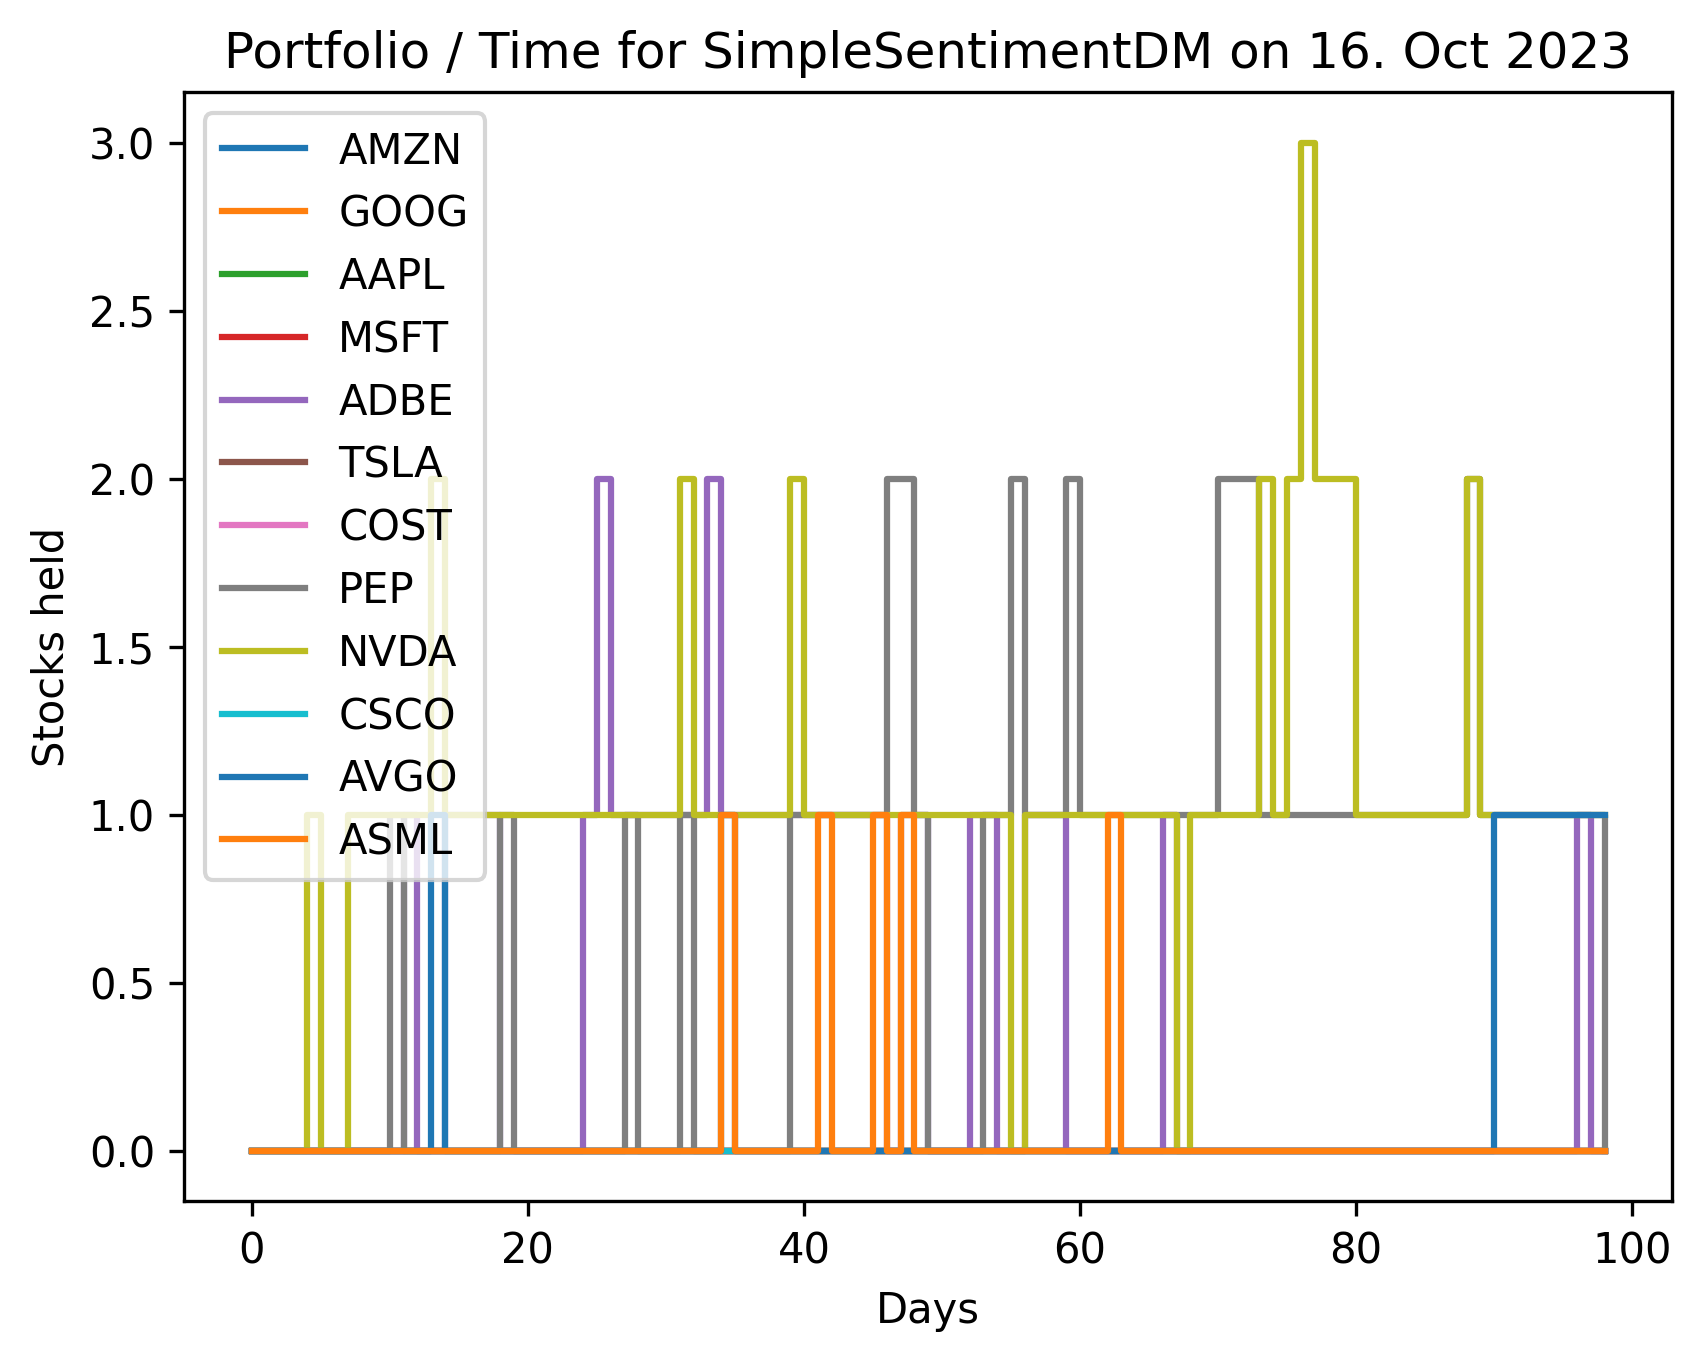 Portfolio / Time for SimpleSentimentDM on 16. Oct 2023
3.0
2.5
2.0
1.5
1.0
0.5
0.0
Stocks held
AMZN
GOOG
AAPL
MSFT
ADBE
TSLA
COST
PEP
NVDA
CSCO
AVGO
ASML
0
20
40
60
80
100
Days